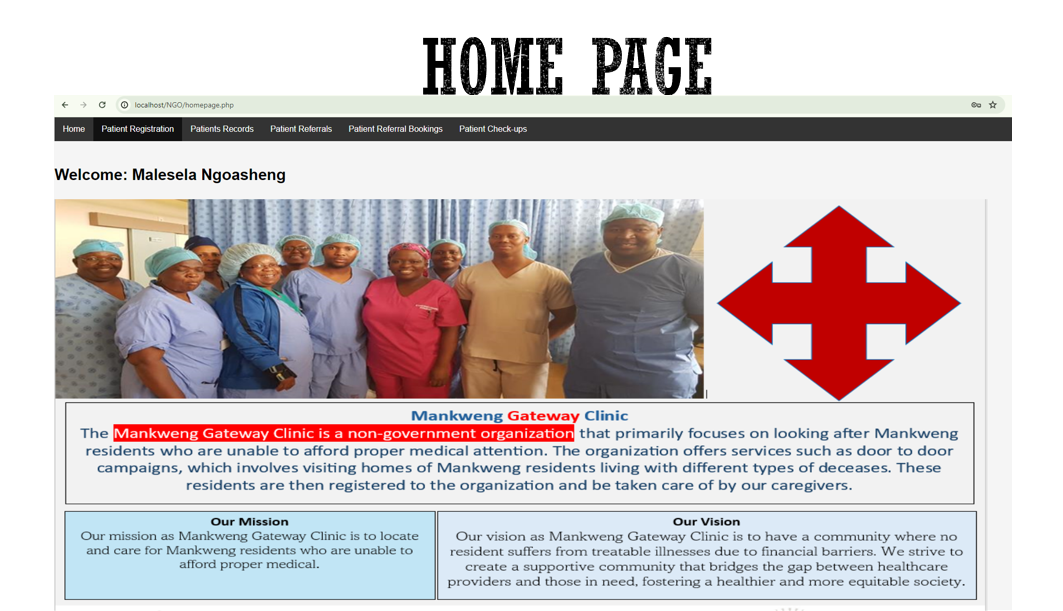 HOME PAGE
localhost/NGO/homepage.php
Home Patient Registration Patients Records Patient Referrals Patient Referral Bookings Patient Check-ups
Welcome: Malesela Ngoasheng
Mankweng Gateway Clinic
The Mankweng Gateway Clinic is a non-government organization that primarily focuses on looking after Mankweng
residents who are unable to afford proper medical attention. The organization offers services such as door to door
campaigns, which involves visiting homes of Mankweng residents living with different types of deceases. These
residents are then registered to the organization and be taken care of by our caregivers.
Our Mission
Our mission as Mankweng Gateway Clinic is to locate
and care for Mankweng residents who are unable to
afford proper medical.
Our Vision
Our vision as Mankweng Gateway Clinic is to have a community where no
resident suffers from treatable illnesses due to financial barriers. We strive to
create a supportive community that bridges the gap between healthcare
providers and those in need, fostering a healthier and more equitable society.